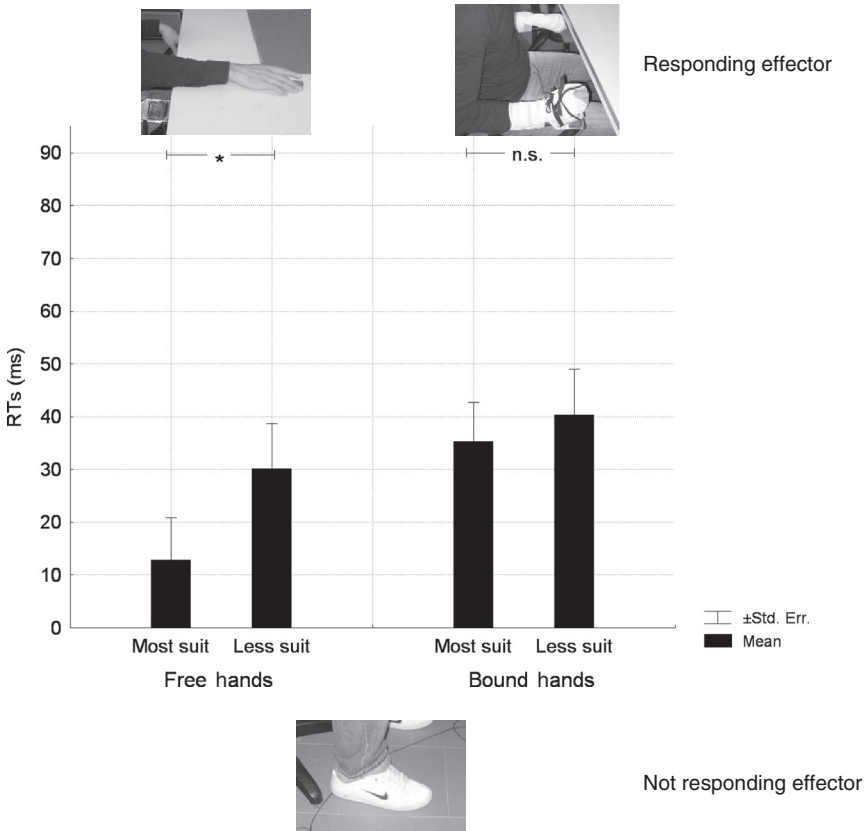 Responding effector
* n.s.
90
80
70
60
50
40
30
20
10
0
RTs (ms)
Most suit Less suit Most suit Less suit
Free hands Bound hands
±Std. Err.
Mean
Not responding effector